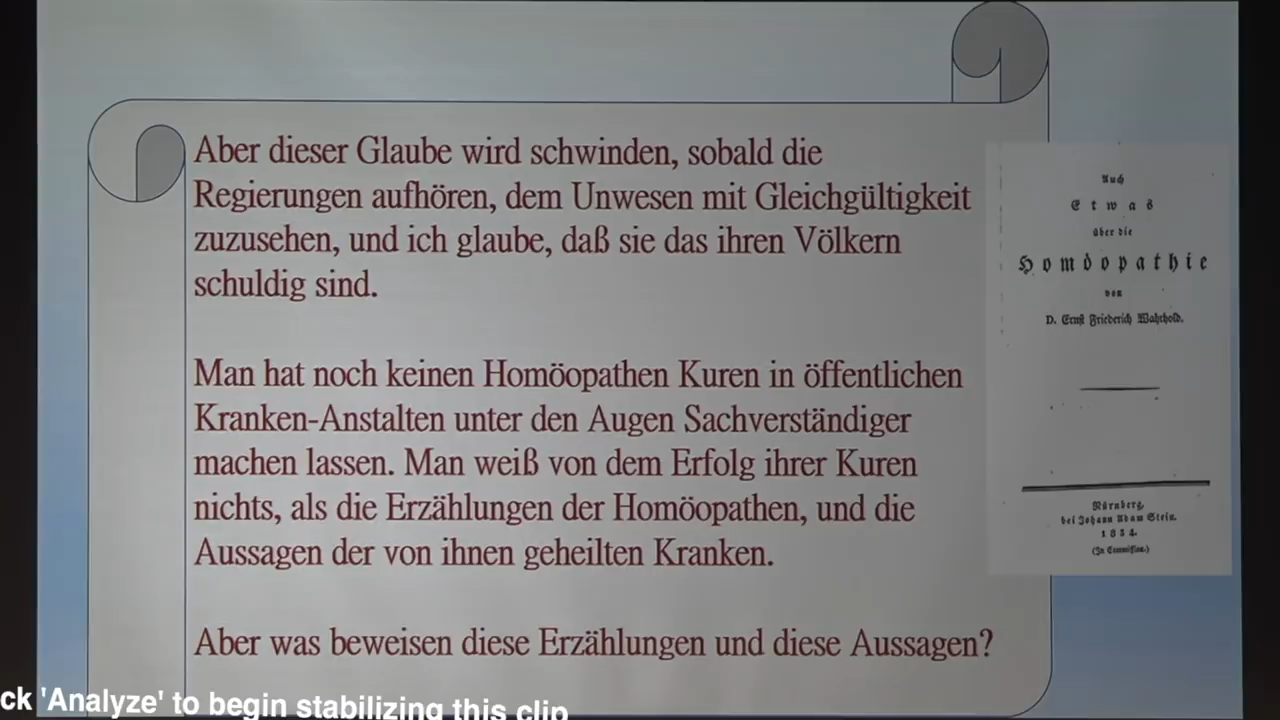 Aber dieser Glaube wird schwinden, sobald die
Regierungen aufhören, dem Unwesen mit Gleichgültigkeit
zuzusehen, und ich glaube, daß sie das ihren Völkern
schuldig sind.
Man hat noch keinen Homöopathen Kuren in öffentlichen
Kranken-Anstalten unter den Augen Sachverständiger
machen lassen. Man weiß von dem Erfolg ihrer Kuren
nichts, als die Erzählungen der Homöopathen, und die
Aussagen der von ihnen geheilten Kranken.
Aber was beweisen diese Erzählungen und diese Aussagen?
Auch
Etwas
über die
Homöopathie
von
D. Ernst Friederich Wahrhold.
Nürnberg,
bei Johann Adam Stein.
1834.
(In Commission.)
ck 'Analyze' to begin stabilizing this clip